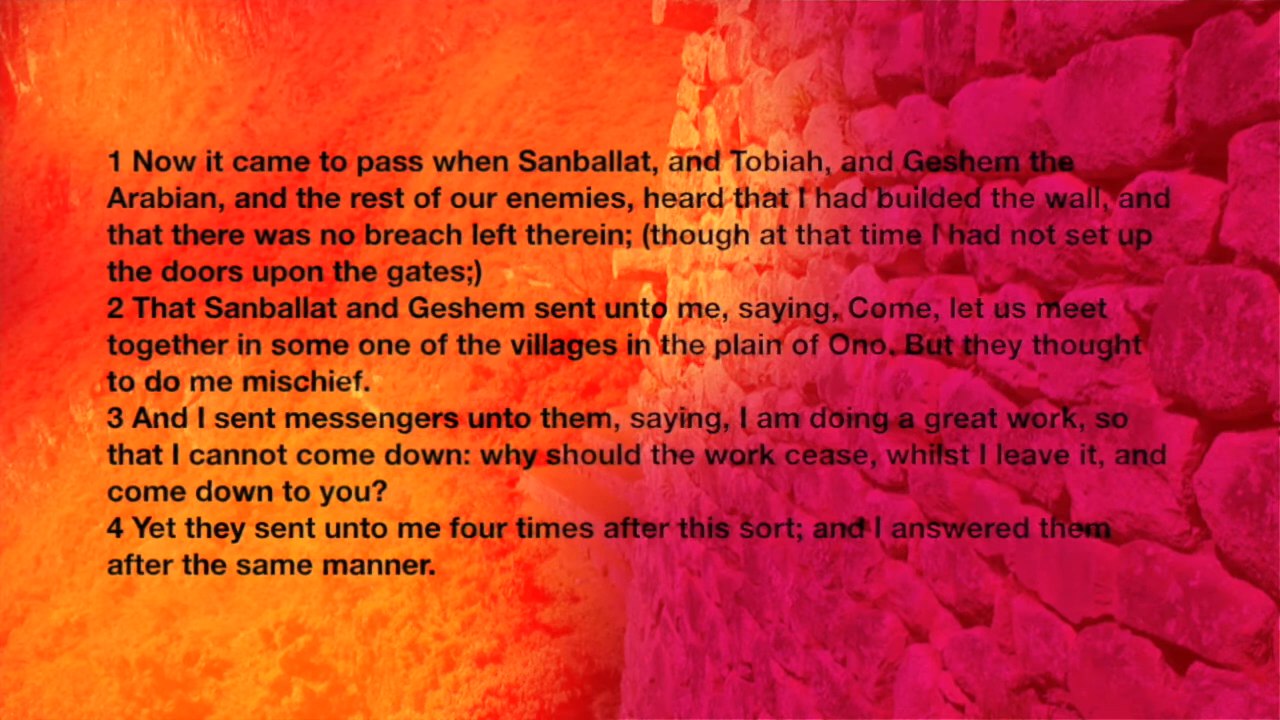 1 Now it came to pass when Sanballat, and Tobiah, and Geshem the
Arabian, and the rest of our enemies, heard that I had builded the wall, and
that there was no breach left therein; (though at that time I had not set up
the doors upon the gates;)
2 That Sanballat and Geshem sent unto me, saying, Come, let us meet
together in some one of the villages in the plain of Ono. But they thought
to do me mischief.
3 And I sent messengers unto them, saying, I am doing a great work, so
that I cannot come down: why should the work cease, whilst I leave it, and
come down to you?
4 Yet they sent unto me four times after this sort; and I answered them
after the same manner.